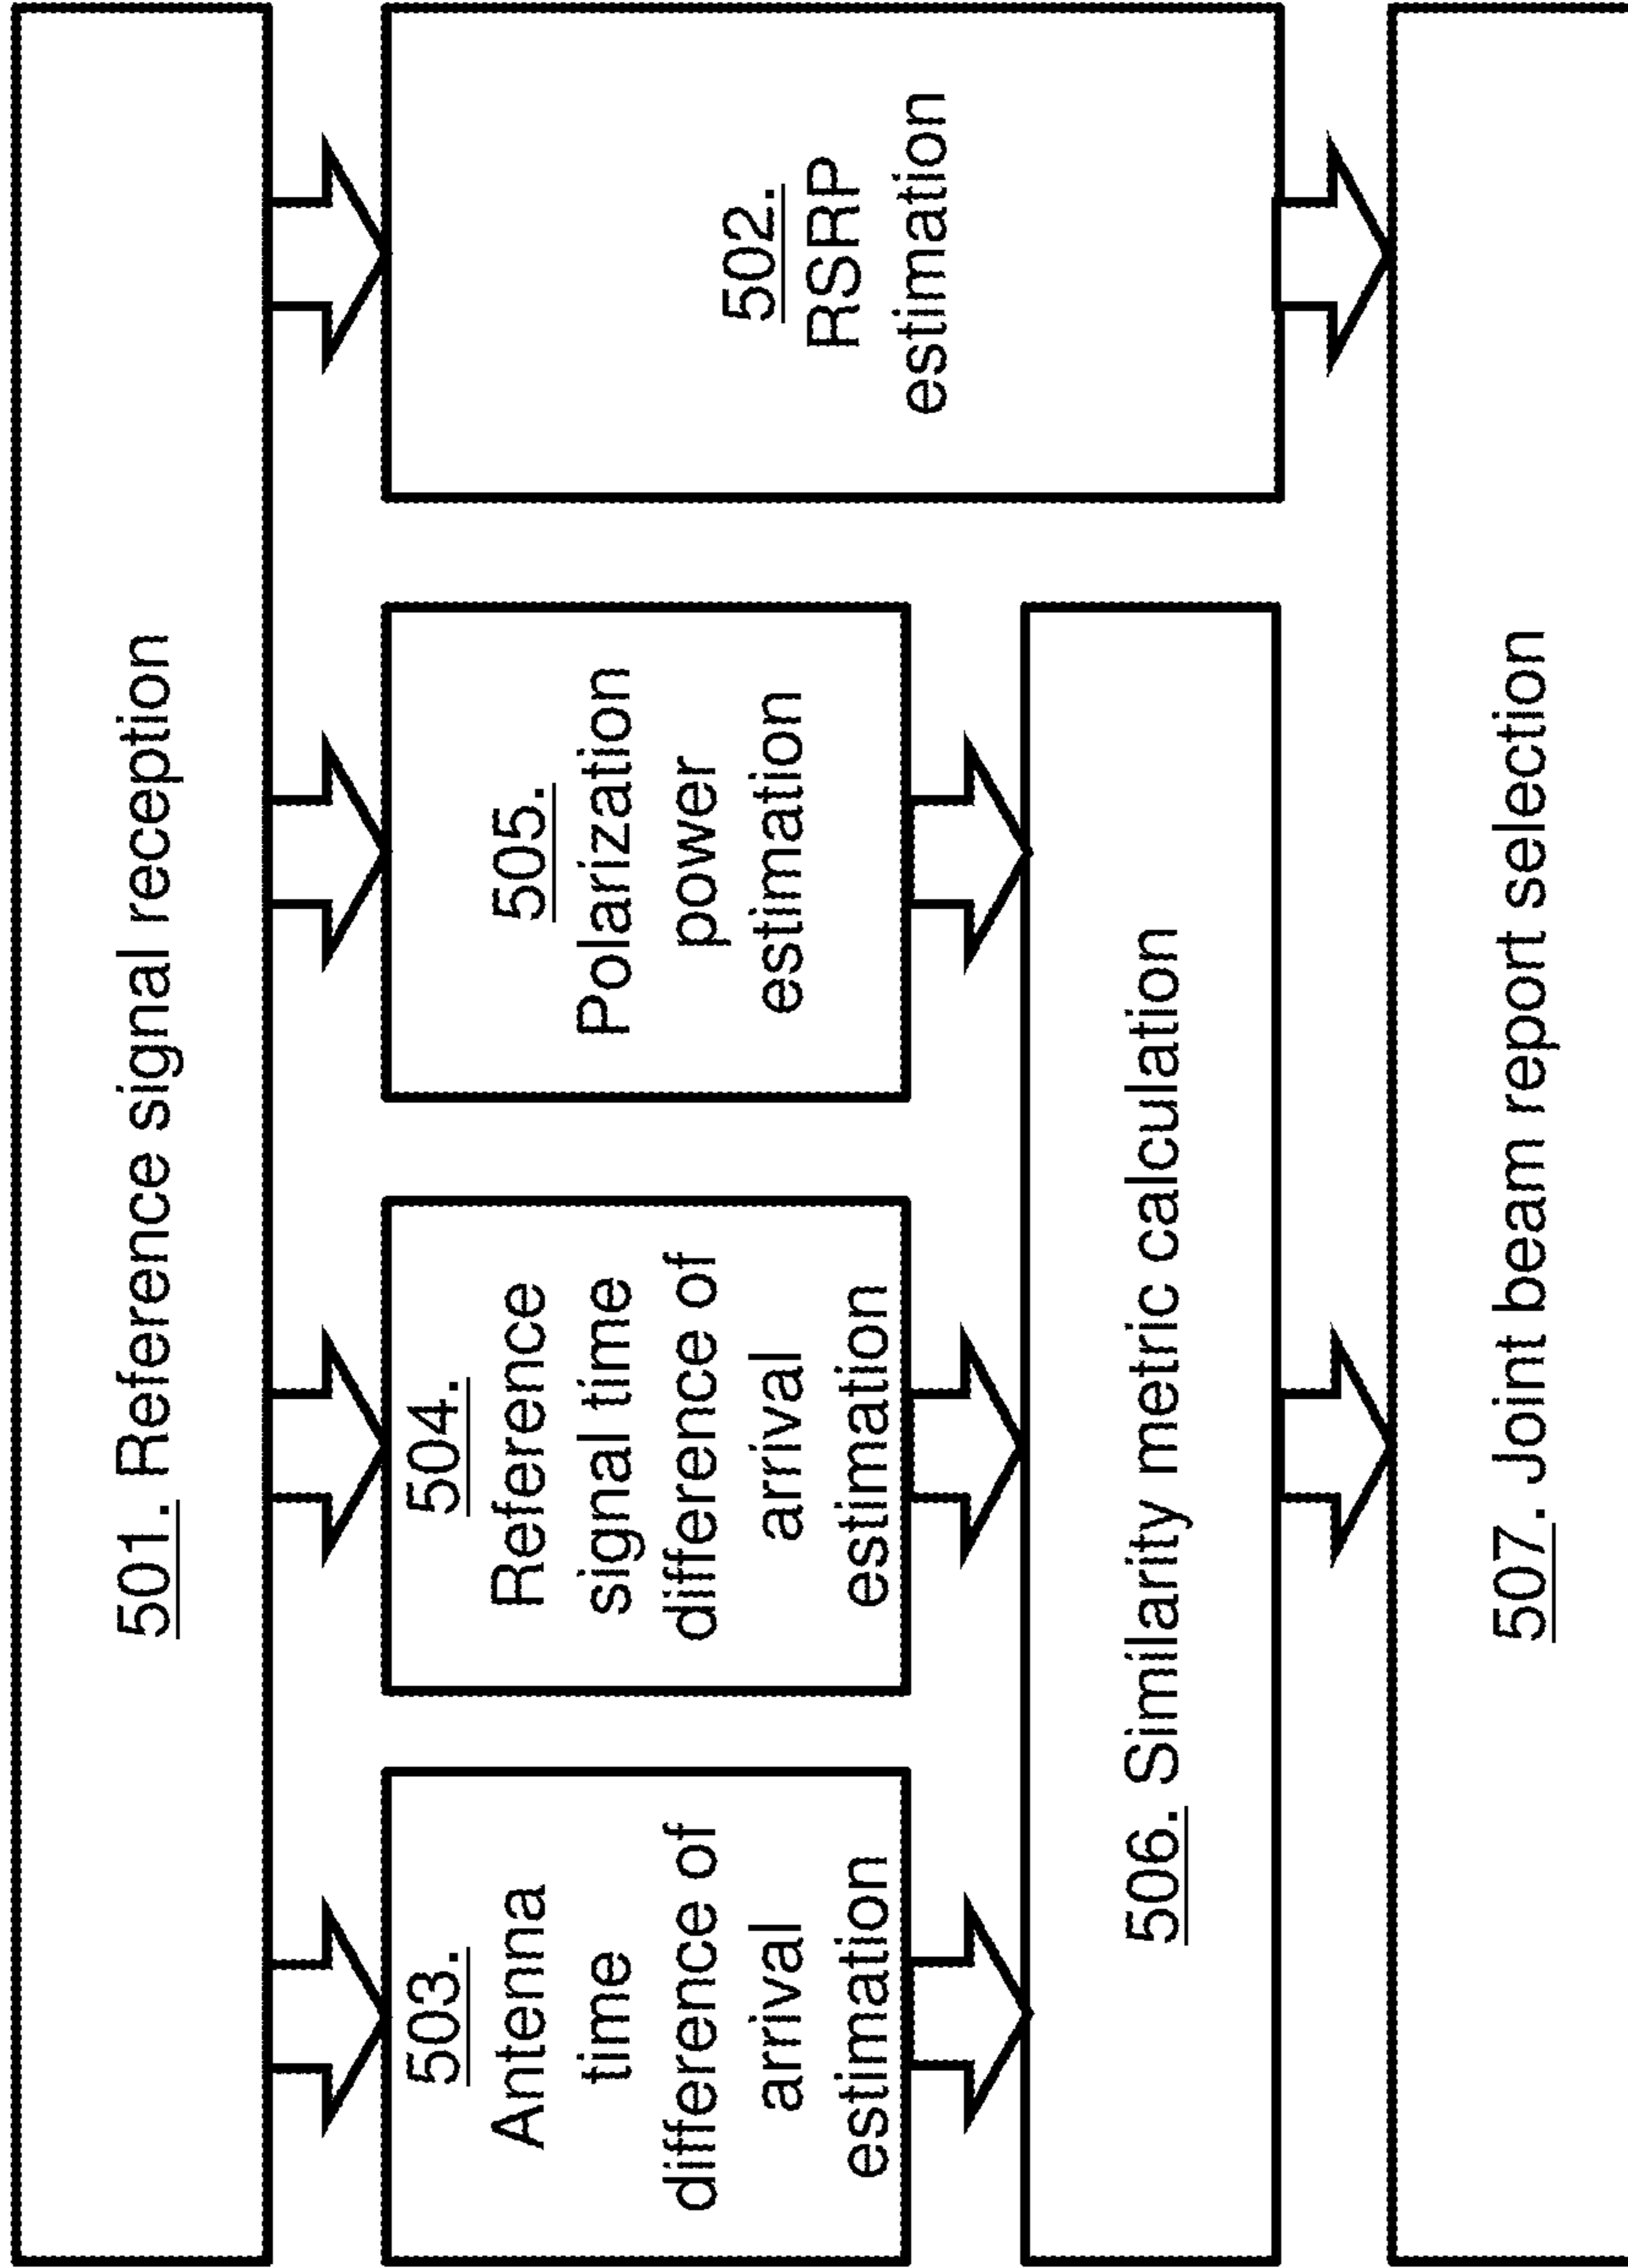 501. Reference signal reception
503.
Antenna
time
difference of
arrival
estimation
504.
Reference
signal time
difference of
arrival
estimation
505.
Polarization
power
estimation
502.
RSRP
estimation
506. Similarity metric calculation
507. Joint beam report selection